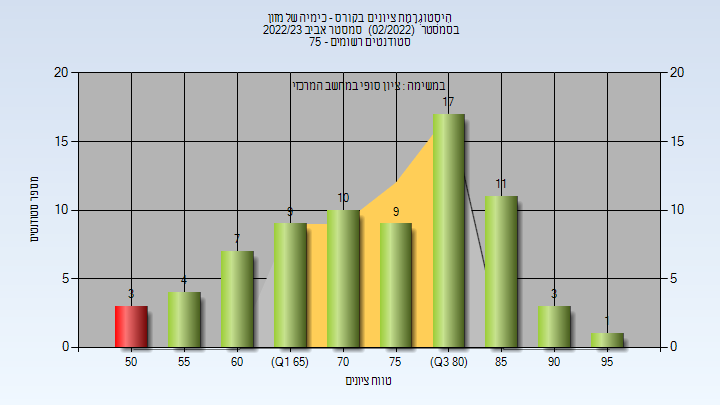 היסטוגרמת ציונים בקורס - כימיה של מזון
בסמסטר (02/2022) סמסטר אביב 2022/23
סטודנטים רשומים - 75
במשימה : ציון סופי במחשב המרכזי
מספר סטודנטים
20 20
15 15
10 10
5 5
0 0
3 4 7 9 10 9 17 11 3 1
50 55 60 (Q1 65) 70 75 (Q3 80) 85 90 95
טווח ציונים